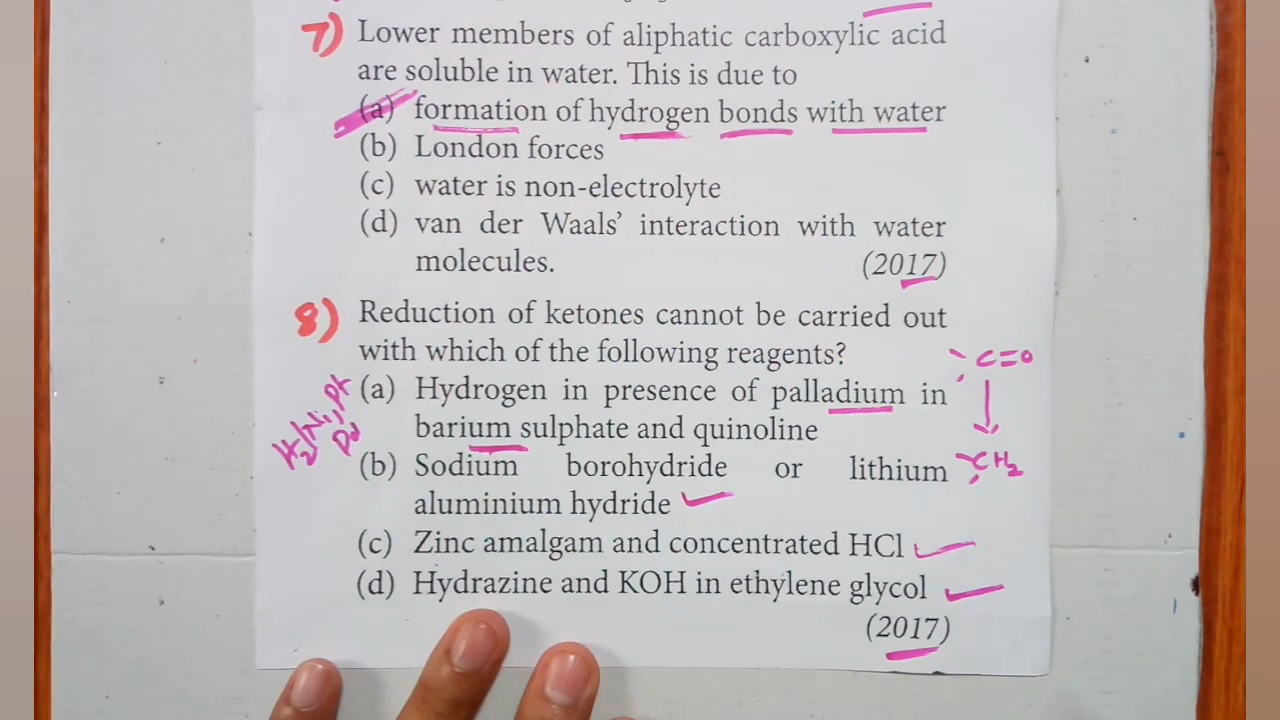 7) Lower members of aliphatic carboxylic acid
are soluble in water. This is due to
(a) formation of hydrogen bonds with water
(b) London forces
(c) water is non-electrolyte
(d) van der Waals' interaction with water
molecules. (2017)
8) Reduction of ketones cannot be carried out
with which of the following reagents?
C=O
(a) Hydrogen in presence of palladium in
barium sulphate and quinoline
H2/Ni, Pt
Pd
(b) Sodium borohydride or lithium
CH2
aluminium hydride
(c) Zinc amalgam and concentrated HCl
(d) Hydrazine and KOH in ethylene glycol
(2017)